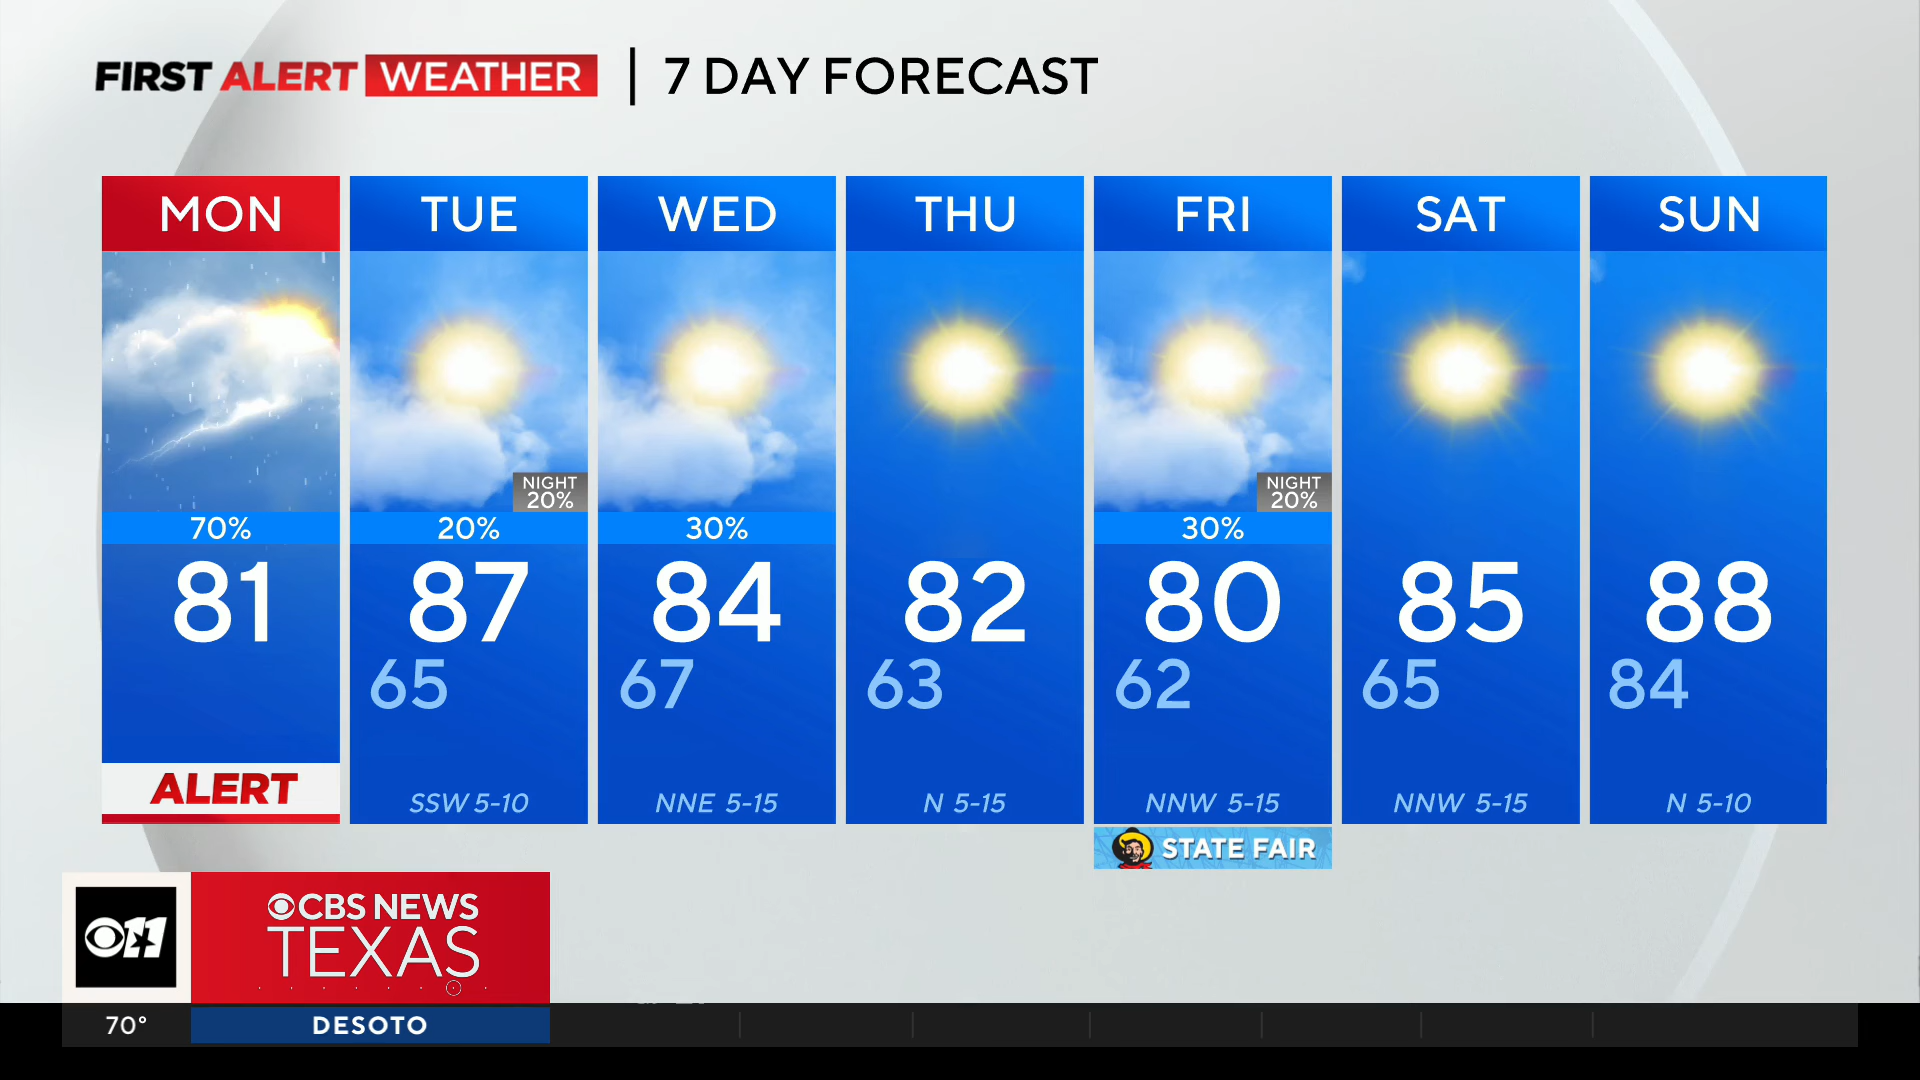 FIRST ALERT WEATHER | 7 DAY FORECAST
MON TUE WED THU FRI SAT SUN
NIGHT 20% NIGHT 20%
70% 20% 30% 30%
81 87 84 82 80 85 88
65 67 63 62 65 84
ALERT SSW 5-10 NNE 5-15 N 5-15 NNW 5-15 NNW 5-15 N 5-10
STATE FAIR
11 CBS NEWS
TEXAS
70° DESOTO